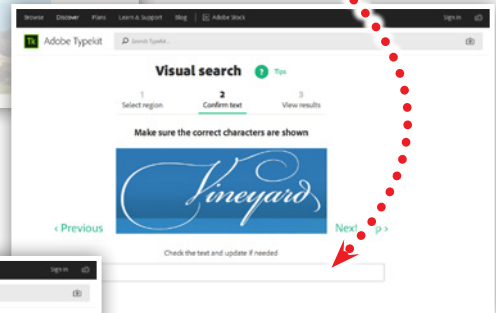 Browse Discover Plans Learn & Support Blog Adobe Stock Sign in
Tk Adobe Typekit Search Typekit...
Visual search ? Tips
1 2 3
Select region Confirm text View results
Make sure the correct characters are shown
Vineyard
‹ Previous Next p ›
Check the text and update if needed
Sign in